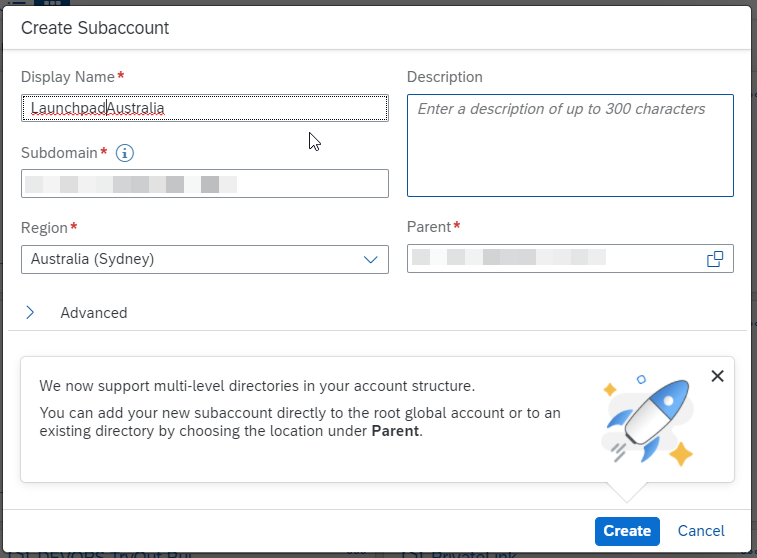 Create Subaccount
Display Name*
LaunchpadAustralia
Description
Enter a description of up to 300 characters
Subdomain*
Region*
Australia (Sydney)
Parent*
Advanced
We now support multi-level directories in your account structure.
You can add your new subaccount directly to the root global account or to an
existing directory by choosing the location under Parent.
Create
Cancel